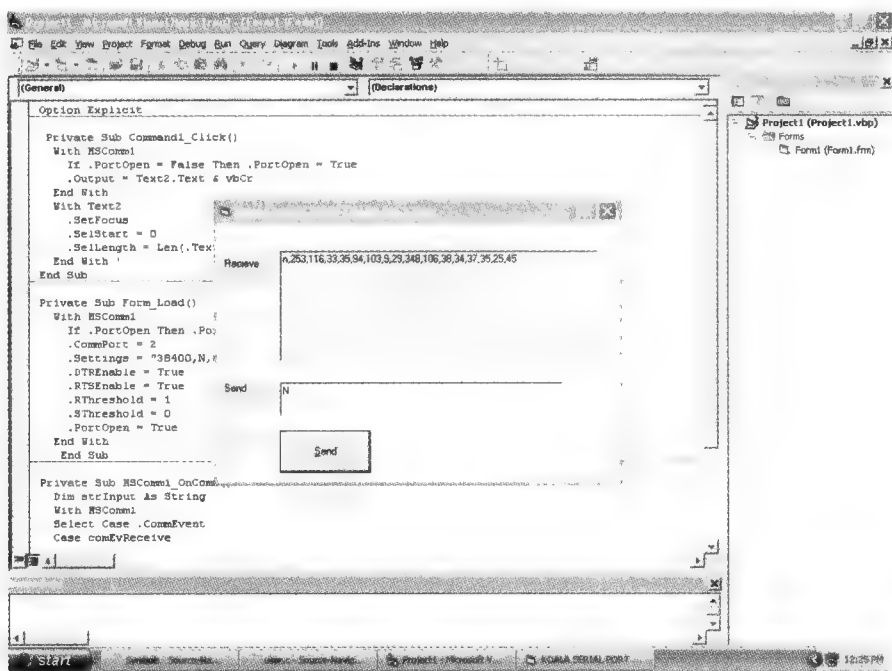 File Edit View Project Format Debug Run Query Diagram Tools Add-Ins Window Help
(General) (Declarations)
Option Explicit
Private Sub Command1_Click()
With MSComm1
If .PortOpen = False Then .PortOpen = True
.Output = Text2.Text & vbCr
End With
With Text2
.SetFocus
.SelStart = 0
.SelLength = Len(.Tex
End With '
End Sub
Private Sub Form_Load()
With MSComm1
If .PortOpen Then .Po
.CommPort = 2
.Settings = "38400,N,
.DTREnable = True
.RTSEnable = True
.RThreshold = 1
.SThreshold = 0
.PortOpen = True
End With
End Sub
Private Sub MSComm1_OnComm
Dim strInput As String
With MSComm1
Select Case .CommEvent
Case comEvReceive
Recieve
n,253,116,33,35,94,103,9,23,348,106,38,34,37,35,25,45
Send
N
Send
Project1 (Project1.vbp)
Forms
Form1 (Form1.frm)
start
Project1 - Microsoft V...
KOALA SERIAL PORT ...
12:25 PM